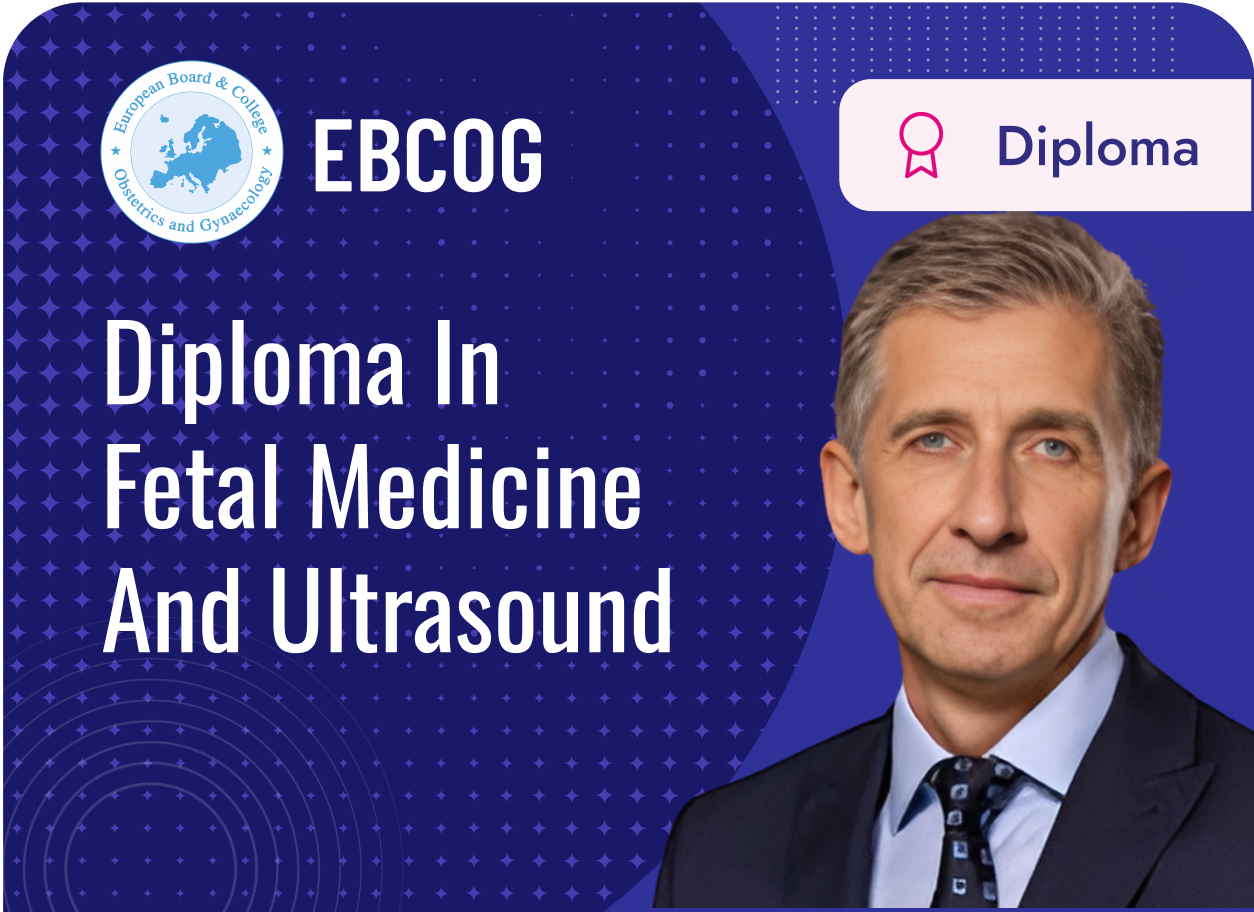 European Board & College
Obstetrics and Gynaecology
EBCOG
Diploma
Diploma In
Fetal Medicine
And Ultrasound